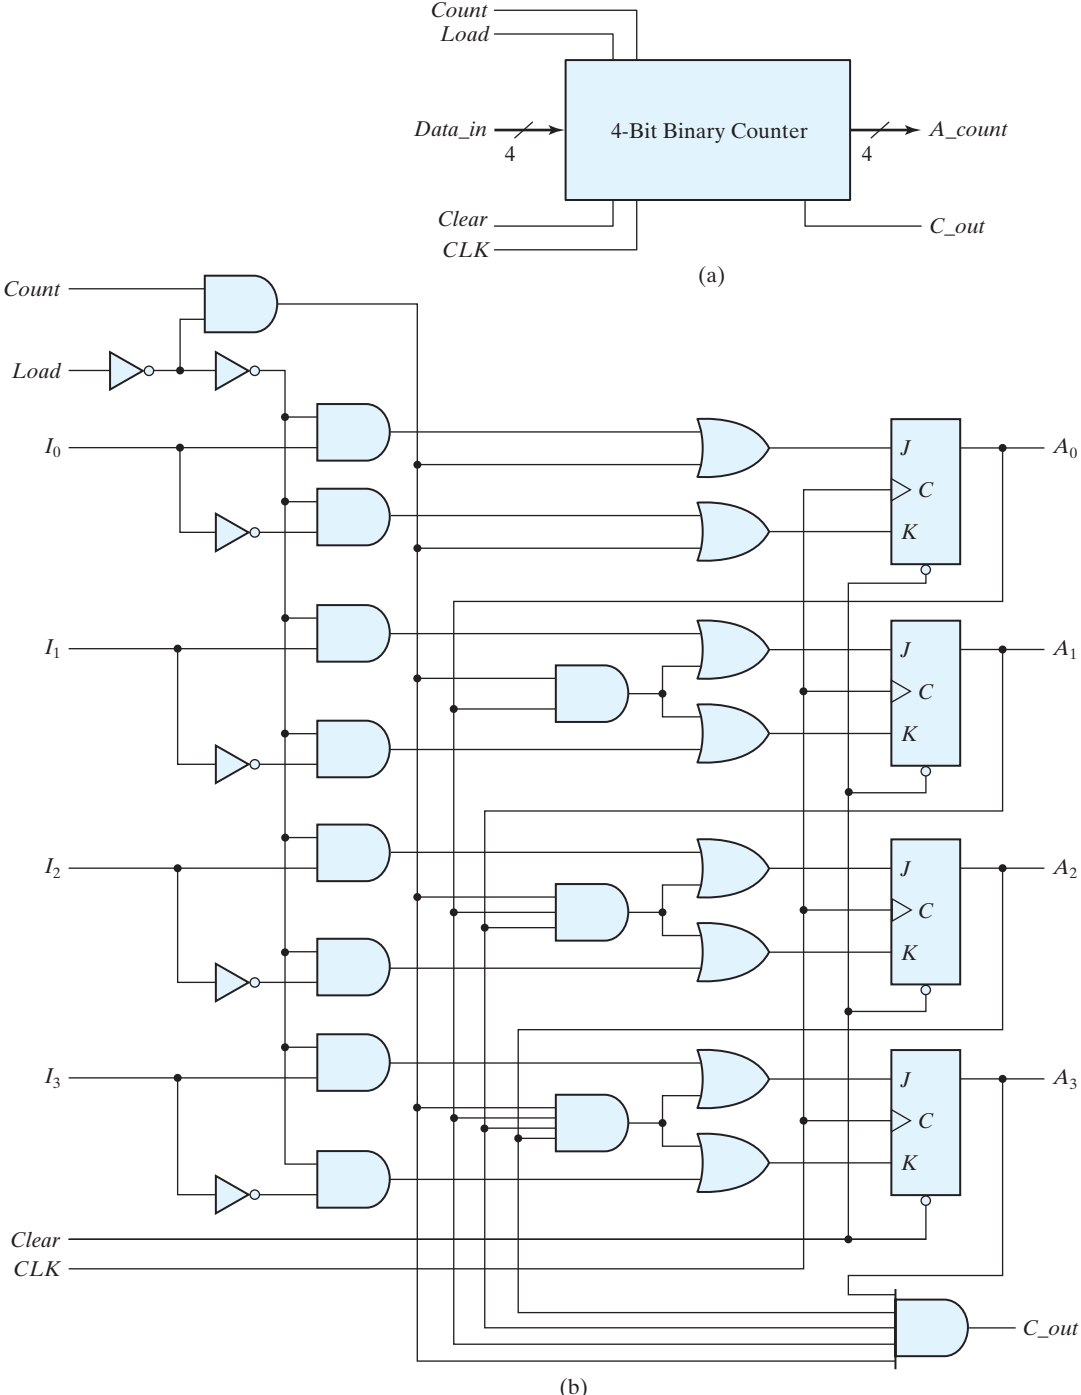 Count
Load
Data_in
4
4-Bit Binary Counter
4
A_count
Clear
CLK
C_out
(a)
Count
Load
I0
J
C
K
A0
I1
J
C
K
A1
I2
J
C
K
A2
I3
J
C
K
A3
Clear
CLK
C_out
(b)